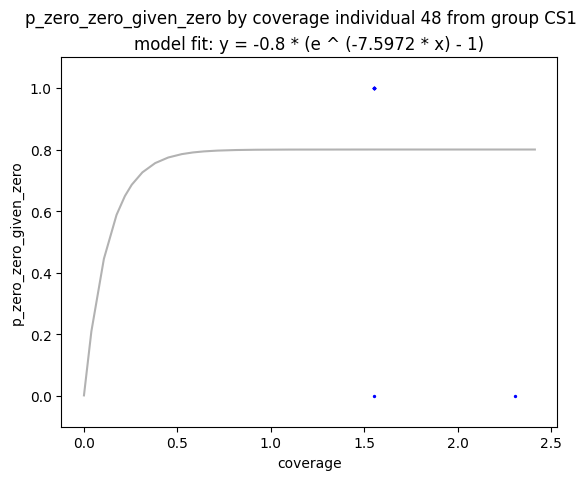 p_zero_zero_given_zero by coverage individual 48 from group CS1
model fit: y = -0.8 * (e ^ (-7.5972 * x) - 1)
p_zero_zero_given_zero
1.0
0.8
0.6
0.4
0.2
0.0
0.0 0.5 1.0 1.5 2.0 2.5
coverage